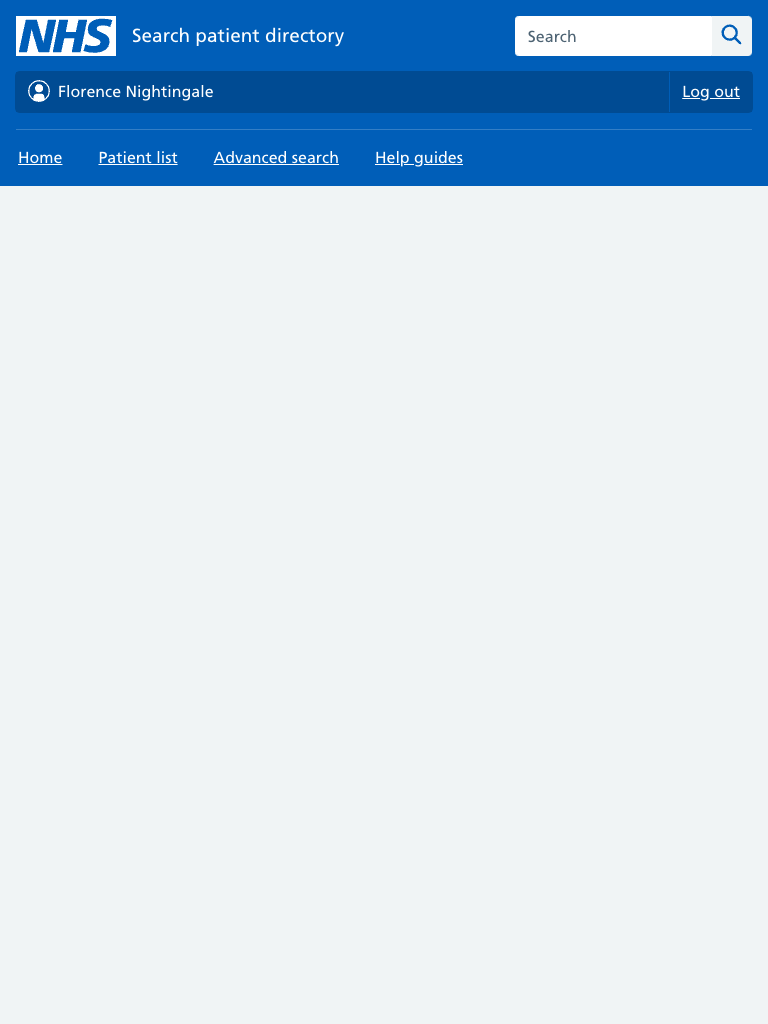 NHS Search patient directory
Search
Florence Nightingale
Log out
Home Patient list Advanced search Help guides